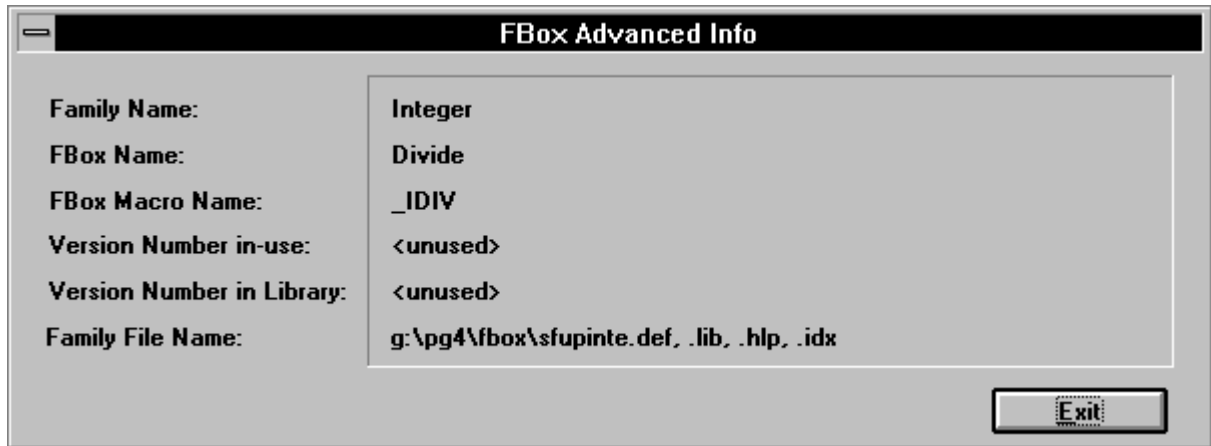 FBox Advanced Info
Family Name: Integer
FBox Name: Divide
FBox Macro Name: _IDIV
Version Number in-use: <unused>
Version Number in Library: <unused>
Family File Name: g:\pg4\fbox\sfupinte.def, .lib, .hlp, .idx
Exit